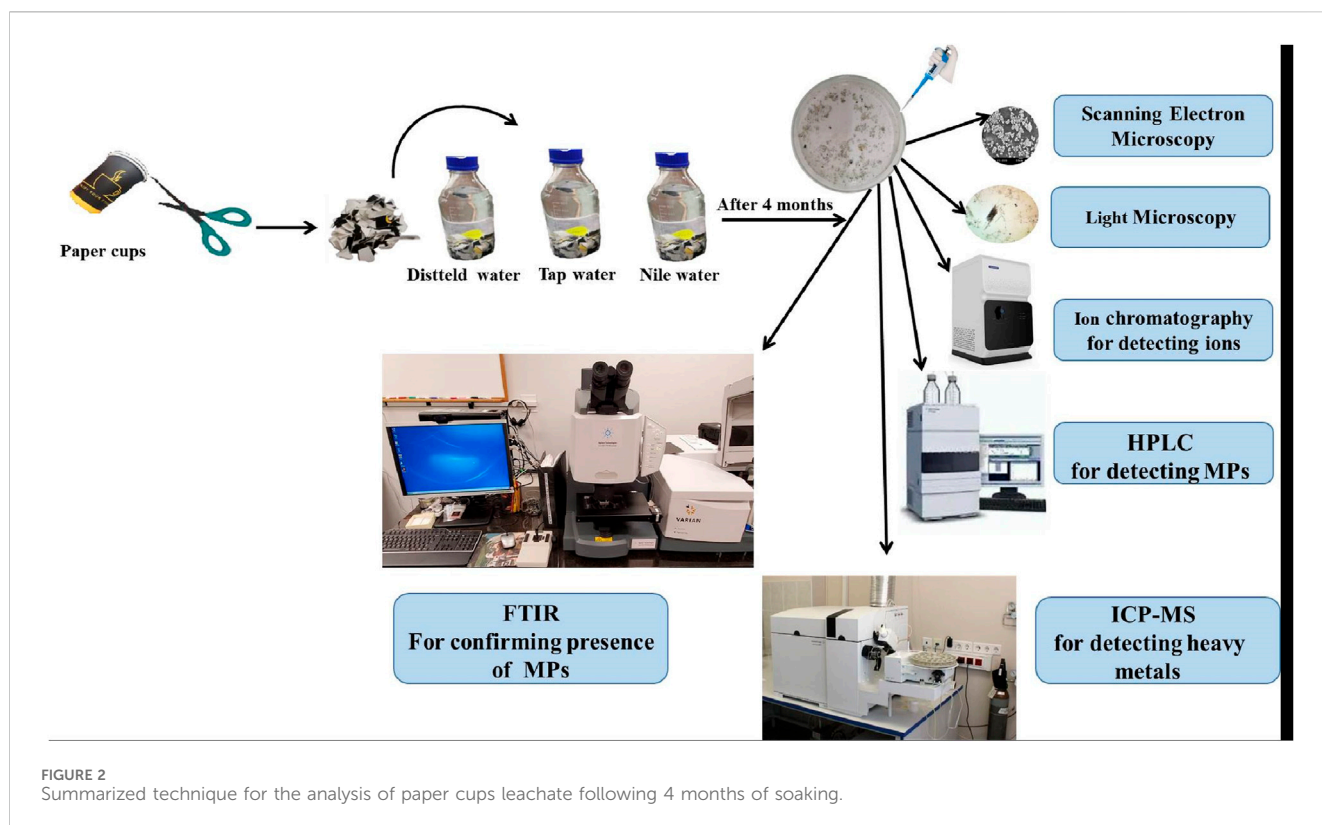 Paper cups
Distteld water
Tap water
Nile water
After 4 months
Scanning Electron
Microscopy
Light Microscopy
Ion chromatography
for detecting ions
HPLC
for detecting MPs
ICP-MS
for detecting heavy
metals
VARIAN
FTIR
For confirming presence
of MPs
FIGURE 2
Summarized technique for the analysis of paper cups leachate following 4 months of soaking.